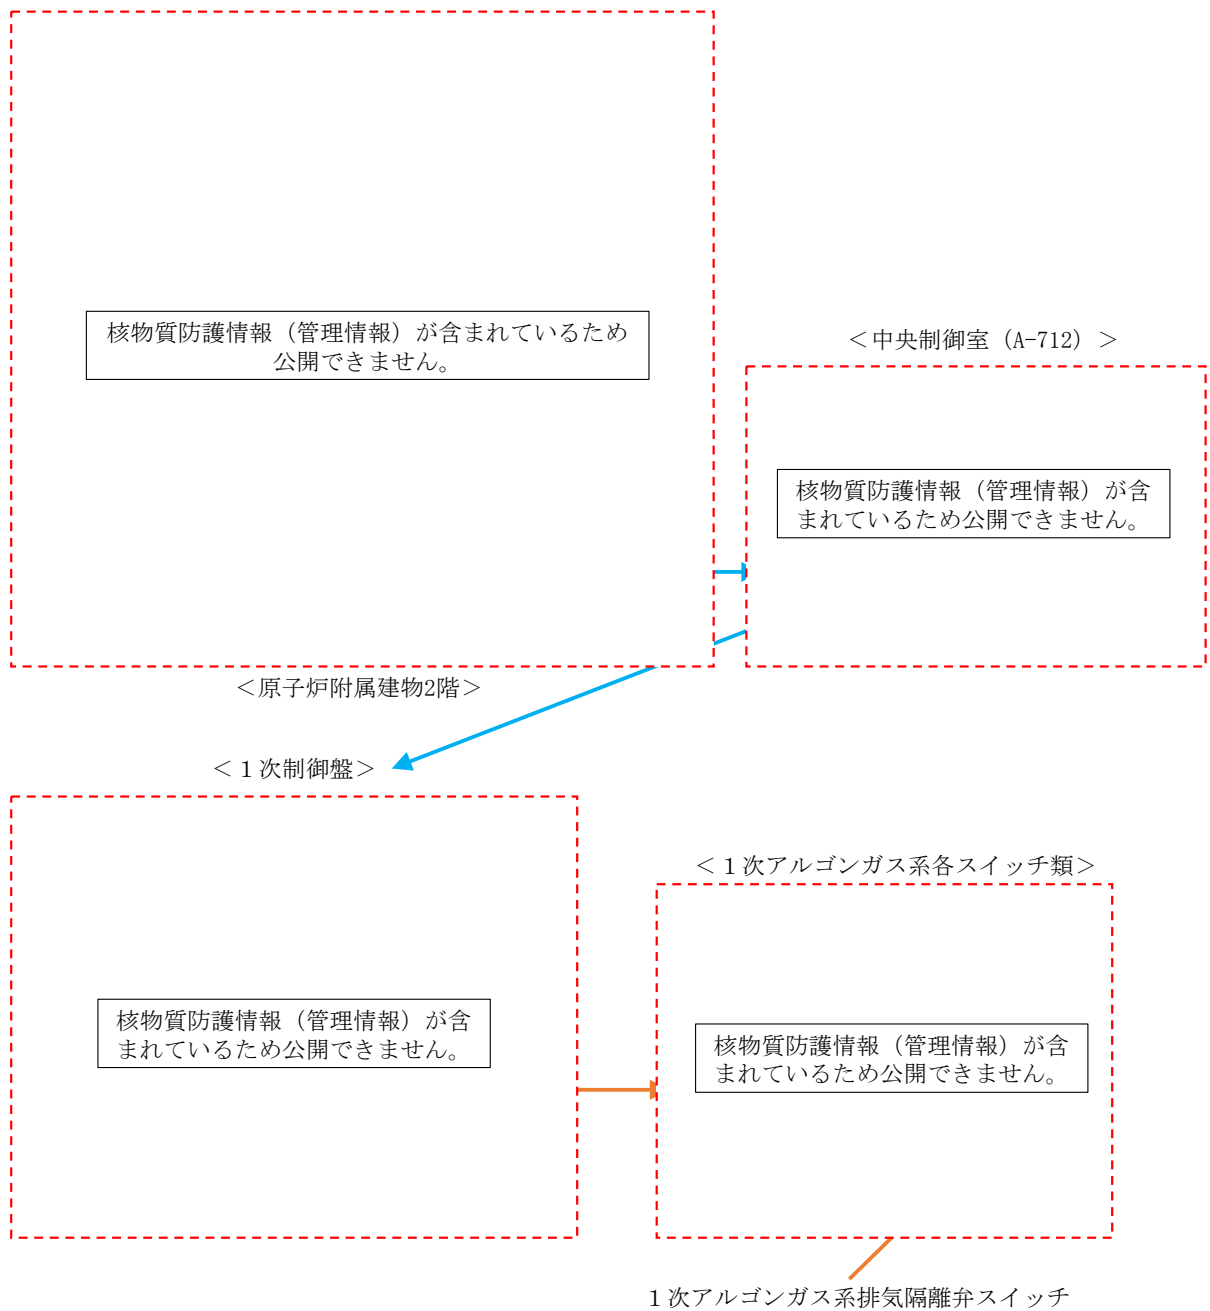 核物質防護情報（管理情報）が含まれているため
公開できません。
＜中央制御室（A-712）＞
核物質防護情報（管理情報）が含
まれているため公開できません。
＜原子炉附属建物2階＞
＜１次制御盤＞
＜１次アルゴンガス系各スイッチ類＞
核物質防護情報（管理情報）が含
まれているため公開できません。
核物質防護情報（管理情報）が含
まれているため公開できません。
１次アルゴンガス系排気隔離弁スイッチ